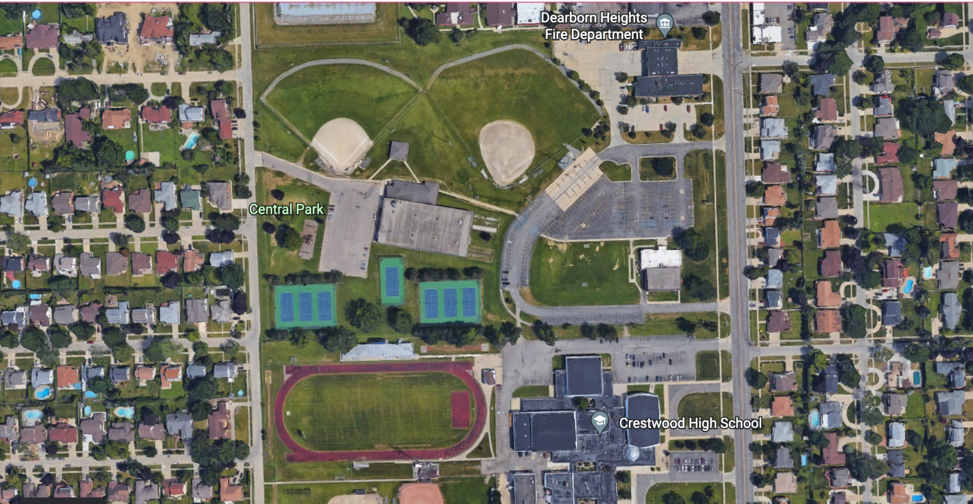 Dearborn Heights
Fire Department
Central Park
Crestwood High School